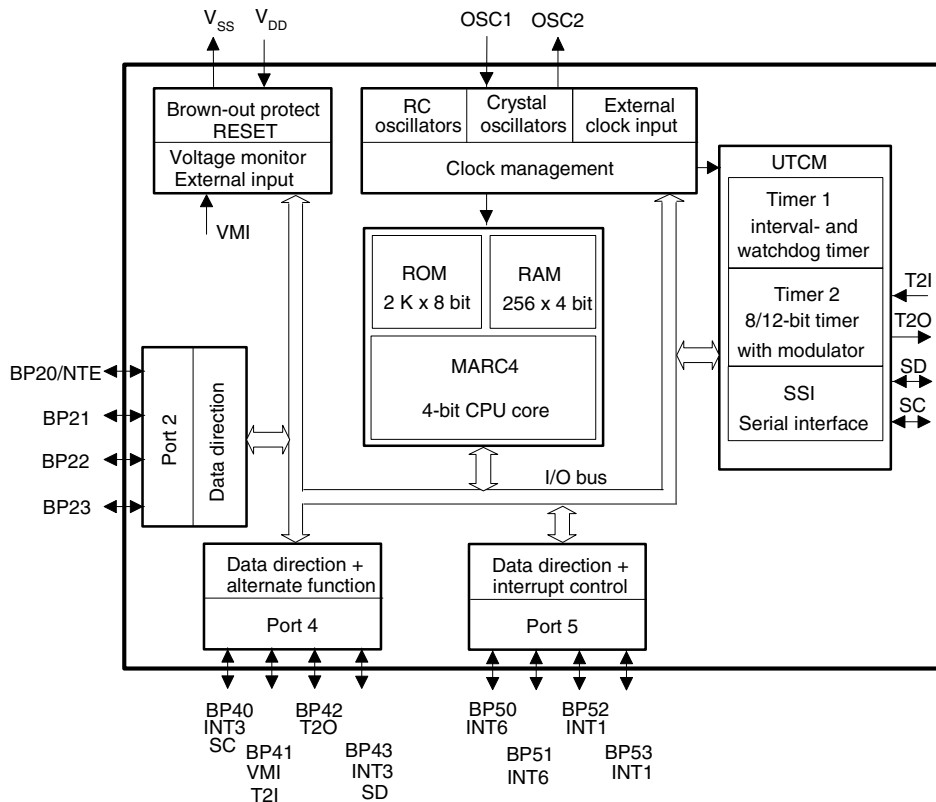 VSS
VDD
OSC1
OSC2
Brown-out protect
RESET
Voltage monitor
External input
VMI
RC
oscillators
Crystal
oscillators
External
clock input
Clock management
UTCM
Timer 1
interval- and
watchdog timer
Timer 2
8/12-bit timer
with modulator
SSI
Serial interface
T2I
T2O
SD
SC
ROM
2 K x 8 bit
RAM
256 x 4 bit
MARC4
4-bit CPU core
I/O bus
BP20/NTE
BP21
BP22
BP23
Port 2
Data direction
Data direction +
alternate function
Port 4
Data direction +
interrupt control
Port 5
BP40
INT3
SC
BP41
VMI
T2I
BP42
T2O
BP43
INT3
SD
BP50
INT6
BP51
INT6
BP52
INT1
BP53
INT1